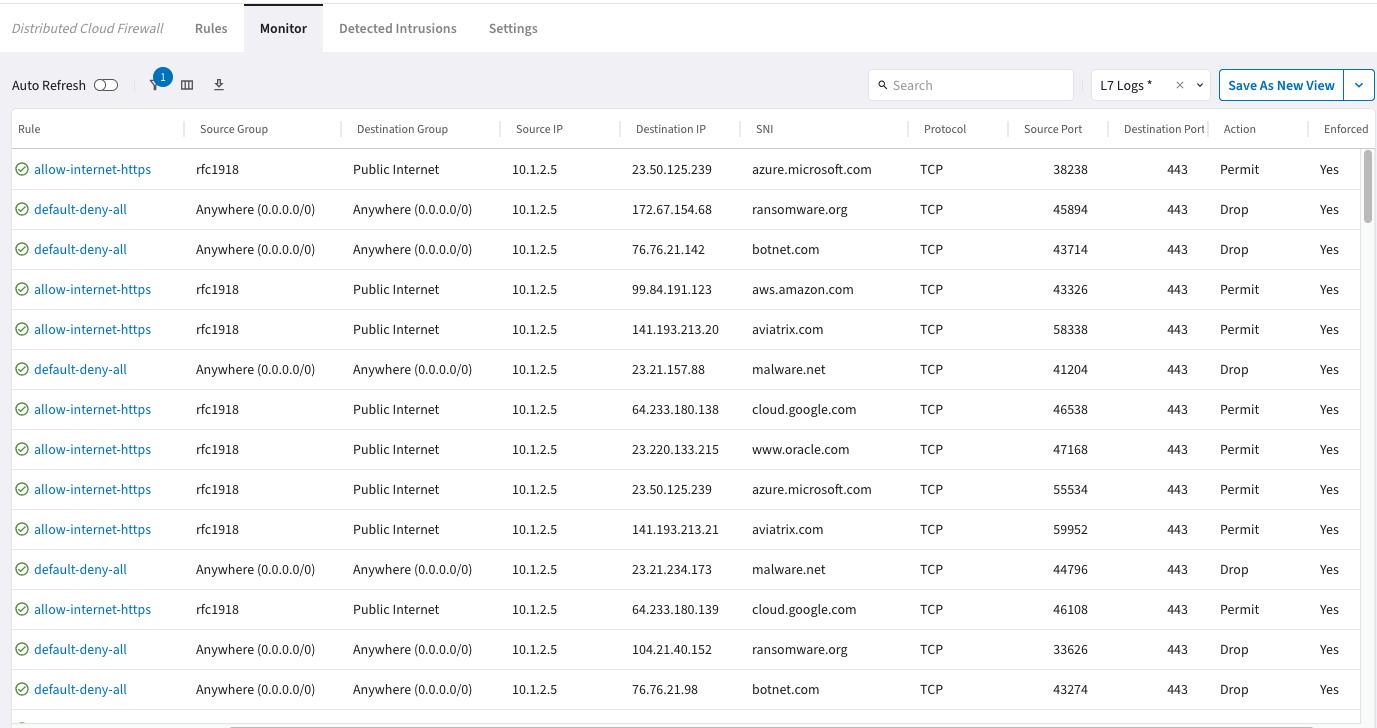 Distributed Cloud Firewall Rules Monitor Detected Intrusions Settings
Auto Refresh 1 Search L7 Logs * Save As New View
Rule Source Group Destination Group Source IP Destination IP SNI Protocol Source Port Destination Port Action Enforced
allow-internet-https rfc1918 Public Internet 10.1.2.5 23.50.125.239 azure.microsoft.com TCP 38238 443 Permit Yes
default-deny-all Anywhere (0.0.0.0/0) Anywhere (0.0.0.0/0) 10.1.2.5 172.67.154.68 ransomware.org TCP 45894 443 Drop Yes
default-deny-all Anywhere (0.0.0.0/0) Anywhere (0.0.0.0/0) 10.1.2.5 76.76.21.142 botnet.com TCP 43714 443 Drop Yes
allow-internet-https rfc1918 Public Internet 10.1.2.5 99.84.191.123 aws.amazon.com TCP 43326 443 Permit Yes
allow-internet-https rfc1918 Public Internet 10.1.2.5 141.193.213.20 aviatrix.com TCP 58338 443 Permit Yes
default-deny-all Anywhere (0.0.0.0/0) Anywhere (0.0.0.0/0) 10.1.2.5 23.21.157.88 malware.net TCP 41204 443 Drop Yes
allow-internet-https rfc1918 Public Internet 10.1.2.5 64.233.180.138 cloud.google.com TCP 46538 443 Permit Yes
allow-internet-https rfc1918 Public Internet 10.1.2.5 23.220.133.215 www.oracle.com TCP 47168 443 Permit Yes
allow-internet-https rfc1918 Public Internet 10.1.2.5 23.50.125.239 azure.microsoft.com TCP 55534 443 Permit Yes
allow-internet-https rfc1918 Public Internet 10.1.2.5 141.193.213.21 aviatrix.com TCP 59952 443 Permit Yes
default-deny-all Anywhere (0.0.0.0/0) Anywhere (0.0.0.0/0) 10.1.2.5 23.21.234.173 malware.net TCP 44796 443 Drop Yes
allow-internet-https rfc1918 Public Internet 10.1.2.5 64.233.180.139 cloud.google.com TCP 46108 443 Permit Yes
default-deny-all Anywhere (0.0.0.0/0) Anywhere (0.0.0.0/0) 10.1.2.5 104.21.40.152 ransomware.org TCP 33626 443 Drop Yes
default-deny-all Anywhere (0.0.0.0/0) Anywhere (0.0.0.0/0) 10.1.2.5 76.76.21.98 botnet.com TCP 43274 443 Drop Yes